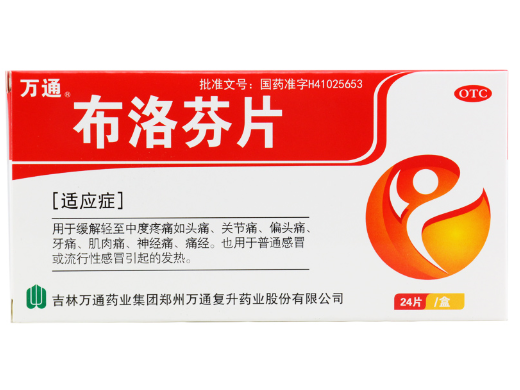 万通®
批准文号：国药准字H41025653
OTC
布洛芬片
[适应症]
用于缓解轻至中度疼痛如头痛、关节痛、偏头痛、
牙痛、肌肉痛、神经痛、痛经。也用于普通感冒
或流行性感冒引起的发热。
吉林万通药业集团郑州万通复升药业股份有限公司
24片/盒